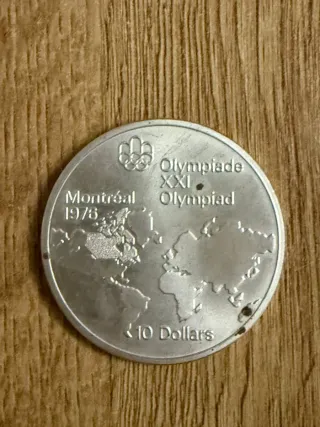 Olympiade
XXI
Olympiad
Montréal
1976
10 Dollars